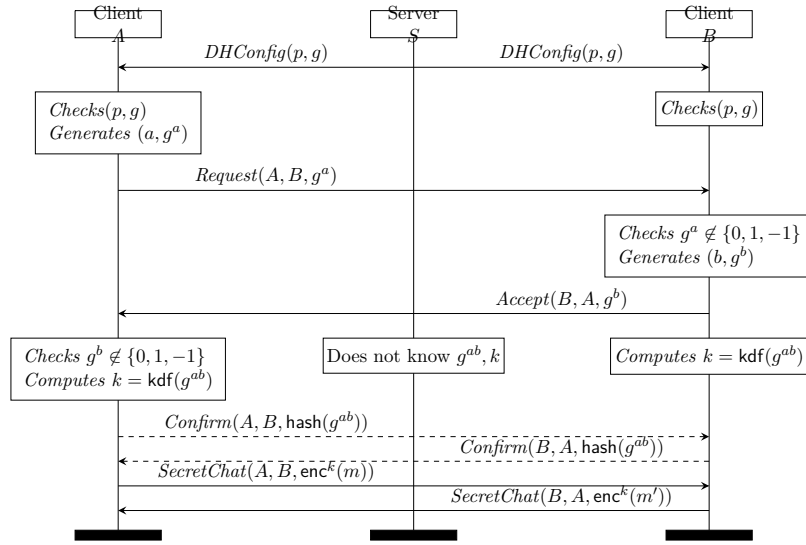 Client Server Client
A S B
DHConfig(p, g) DHConfig(p, g)
Checks(p, g) Checks(p, g)
Generates (a, g^a)
Request(A, B, g^a)
Checks g^a ∉ {0, 1, −1}
Generates (b, g^b)
Accept(B, A, g^b)
Checks g^b ∉ {0, 1, −1} Does not know g^{ab}, k Computes k = kdf(g^{ab})
Computes k = kdf(g^{ab})
Confirm(A, B, hash(g^{ab}))
Confirm(B, A, hash(g^{ab}))
SecretChat(A, B, enc^k(m))
SecretChat(B, A, enc^k(m′))